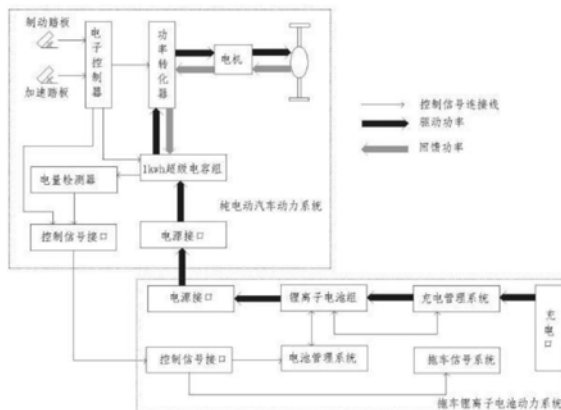 制动踏板
加速踏板
电子控制器
功率转化器
电机
控制信号连接线
驱动功率
回馈功率
1kwh超级电容组
电量检测器
纯电动汽车动力系统
控制信号接口
电源接口
电源接口
锂离子电池组
充电管理系统
充电口
控制信号接口
电池管理系统
拖车信号系统
拖车锂离子电池动力系统